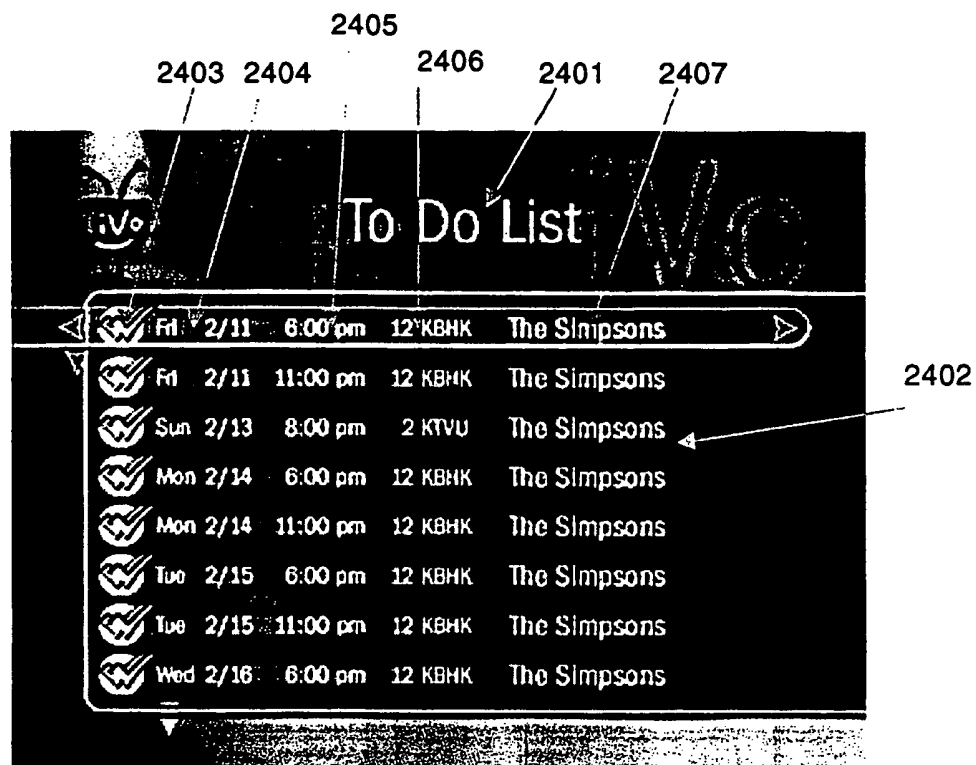 2405
2403 2404 2406 2401 2407
TiVo
To Do List
Fri 2/11 6:00 pm 12 KBHK The Simpsons
Fri 2/11 11:00 pm 12 KBHK The Simpsons
2402
Sun 2/13 8:00 pm 2 KTVU The Simpsons
Mon 2/14 6:00 pm 12 KBHK The Simpsons
Mon 2/14 11:00 pm 12 KBHK The Simpsons
Tue 2/15 6:00 pm 12 KBHK The Simpsons
Tue 2/15 11:00 pm 12 KBHK The Simpsons
Wed 2/16 6:00 pm 12 KBHK The Simpsons